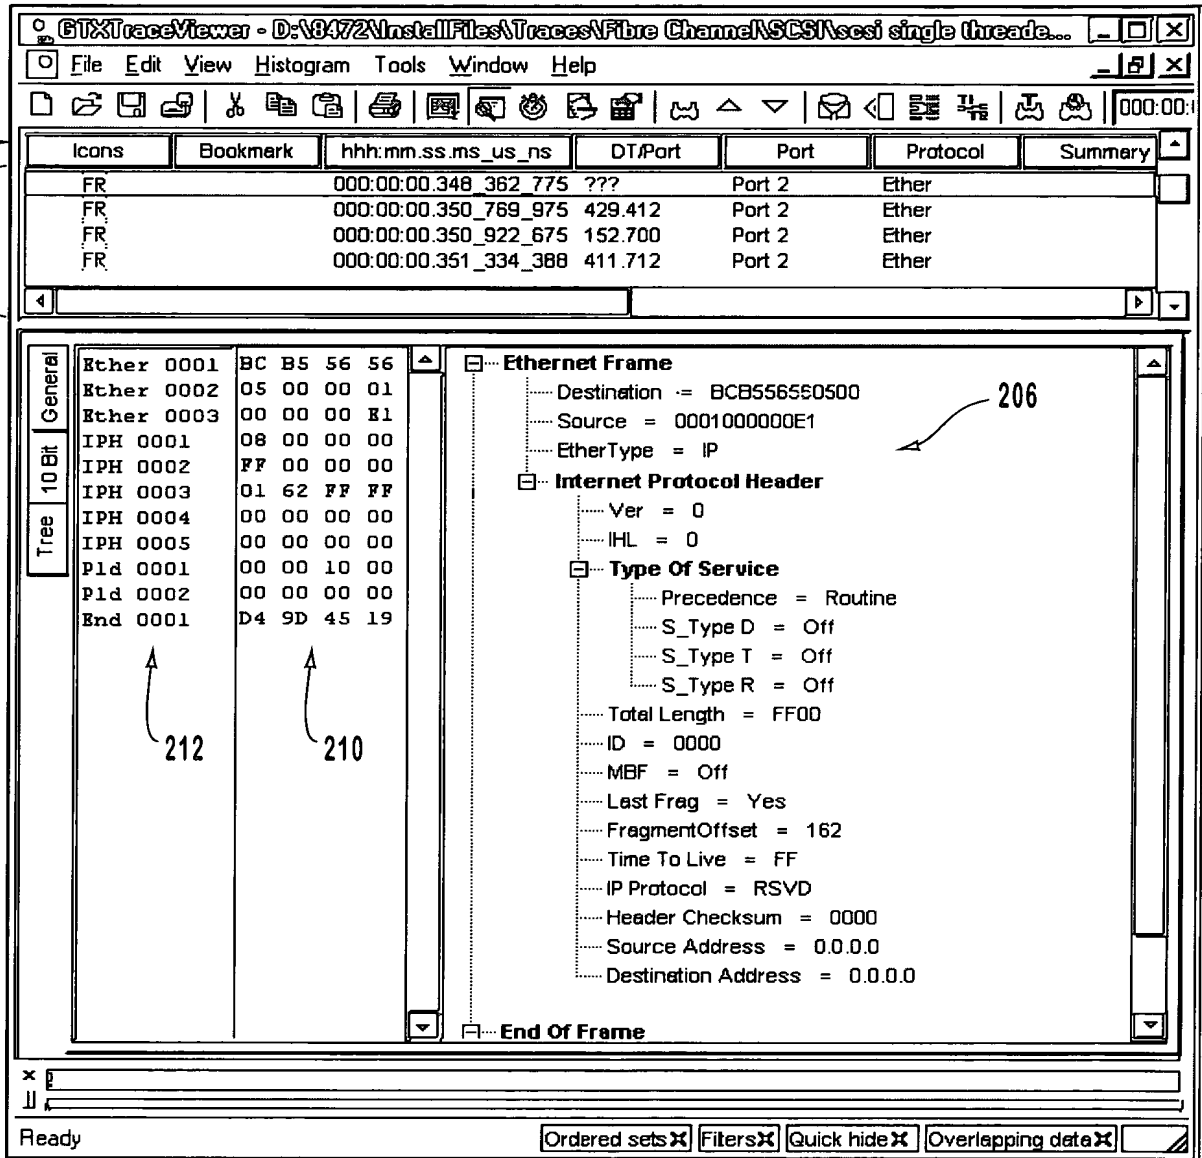 GTXTraceViewer - D:\8472\InstallFiles\Traces\Fibre Channel\SCSI\scsi single threade...
File Edit View Histogram Tools Window Help
000:00:
Icons Bookmark hhh:mm.ss.ms_us_ns DT/Port Port Protocol Summary
FR 000:00:00.348_362_775 ??? Port 2 Ether
FR 000:00:00.350_769_975 429.412 Port 2 Ether
FR 000:00:00.350_922_675 152.700 Port 2 Ether
FR 000:00:00.351_334_388 411.712 Port 2 Ether
General
10 Bit
Tree
Ether 0001 BC B5 56 56
Ether 0002 05 00 00 01
Ether 0003 00 00 00 E1
IPH 0001 08 00 00 00
IPH 0002 FF 00 00 00
IPH 0003 01 62 FF FF
IPH 0004 00 00 00 00
IPH 0005 00 00 00 00
Pld 0001 00 00 10 00
Pld 0002 00 00 00 00
End 0001 D4 9D 45 19
212
210
Ethernet Frame
Destination = BCB556560500
Source = 0001000000E1
EtherType = IP
206
Internet Protocol Header
Ver = 0
IHL = 0
Type Of Service
Precedence = Routine
S_Type D = Off
S_Type T = Off
S_Type R = Off
Total Length = FF00
ID = 0000
MBF = Off
Last Frag = Yes
FragmentOffset = 162
Time To Live = FF
IP Protocol = RSVD
Header Checksum = 0000
Source Address = 0.0.0.0
Destination Address = 0.0.0.0
End Of Frame
Ready Ordered sets Filters Quick hide Overlapping data